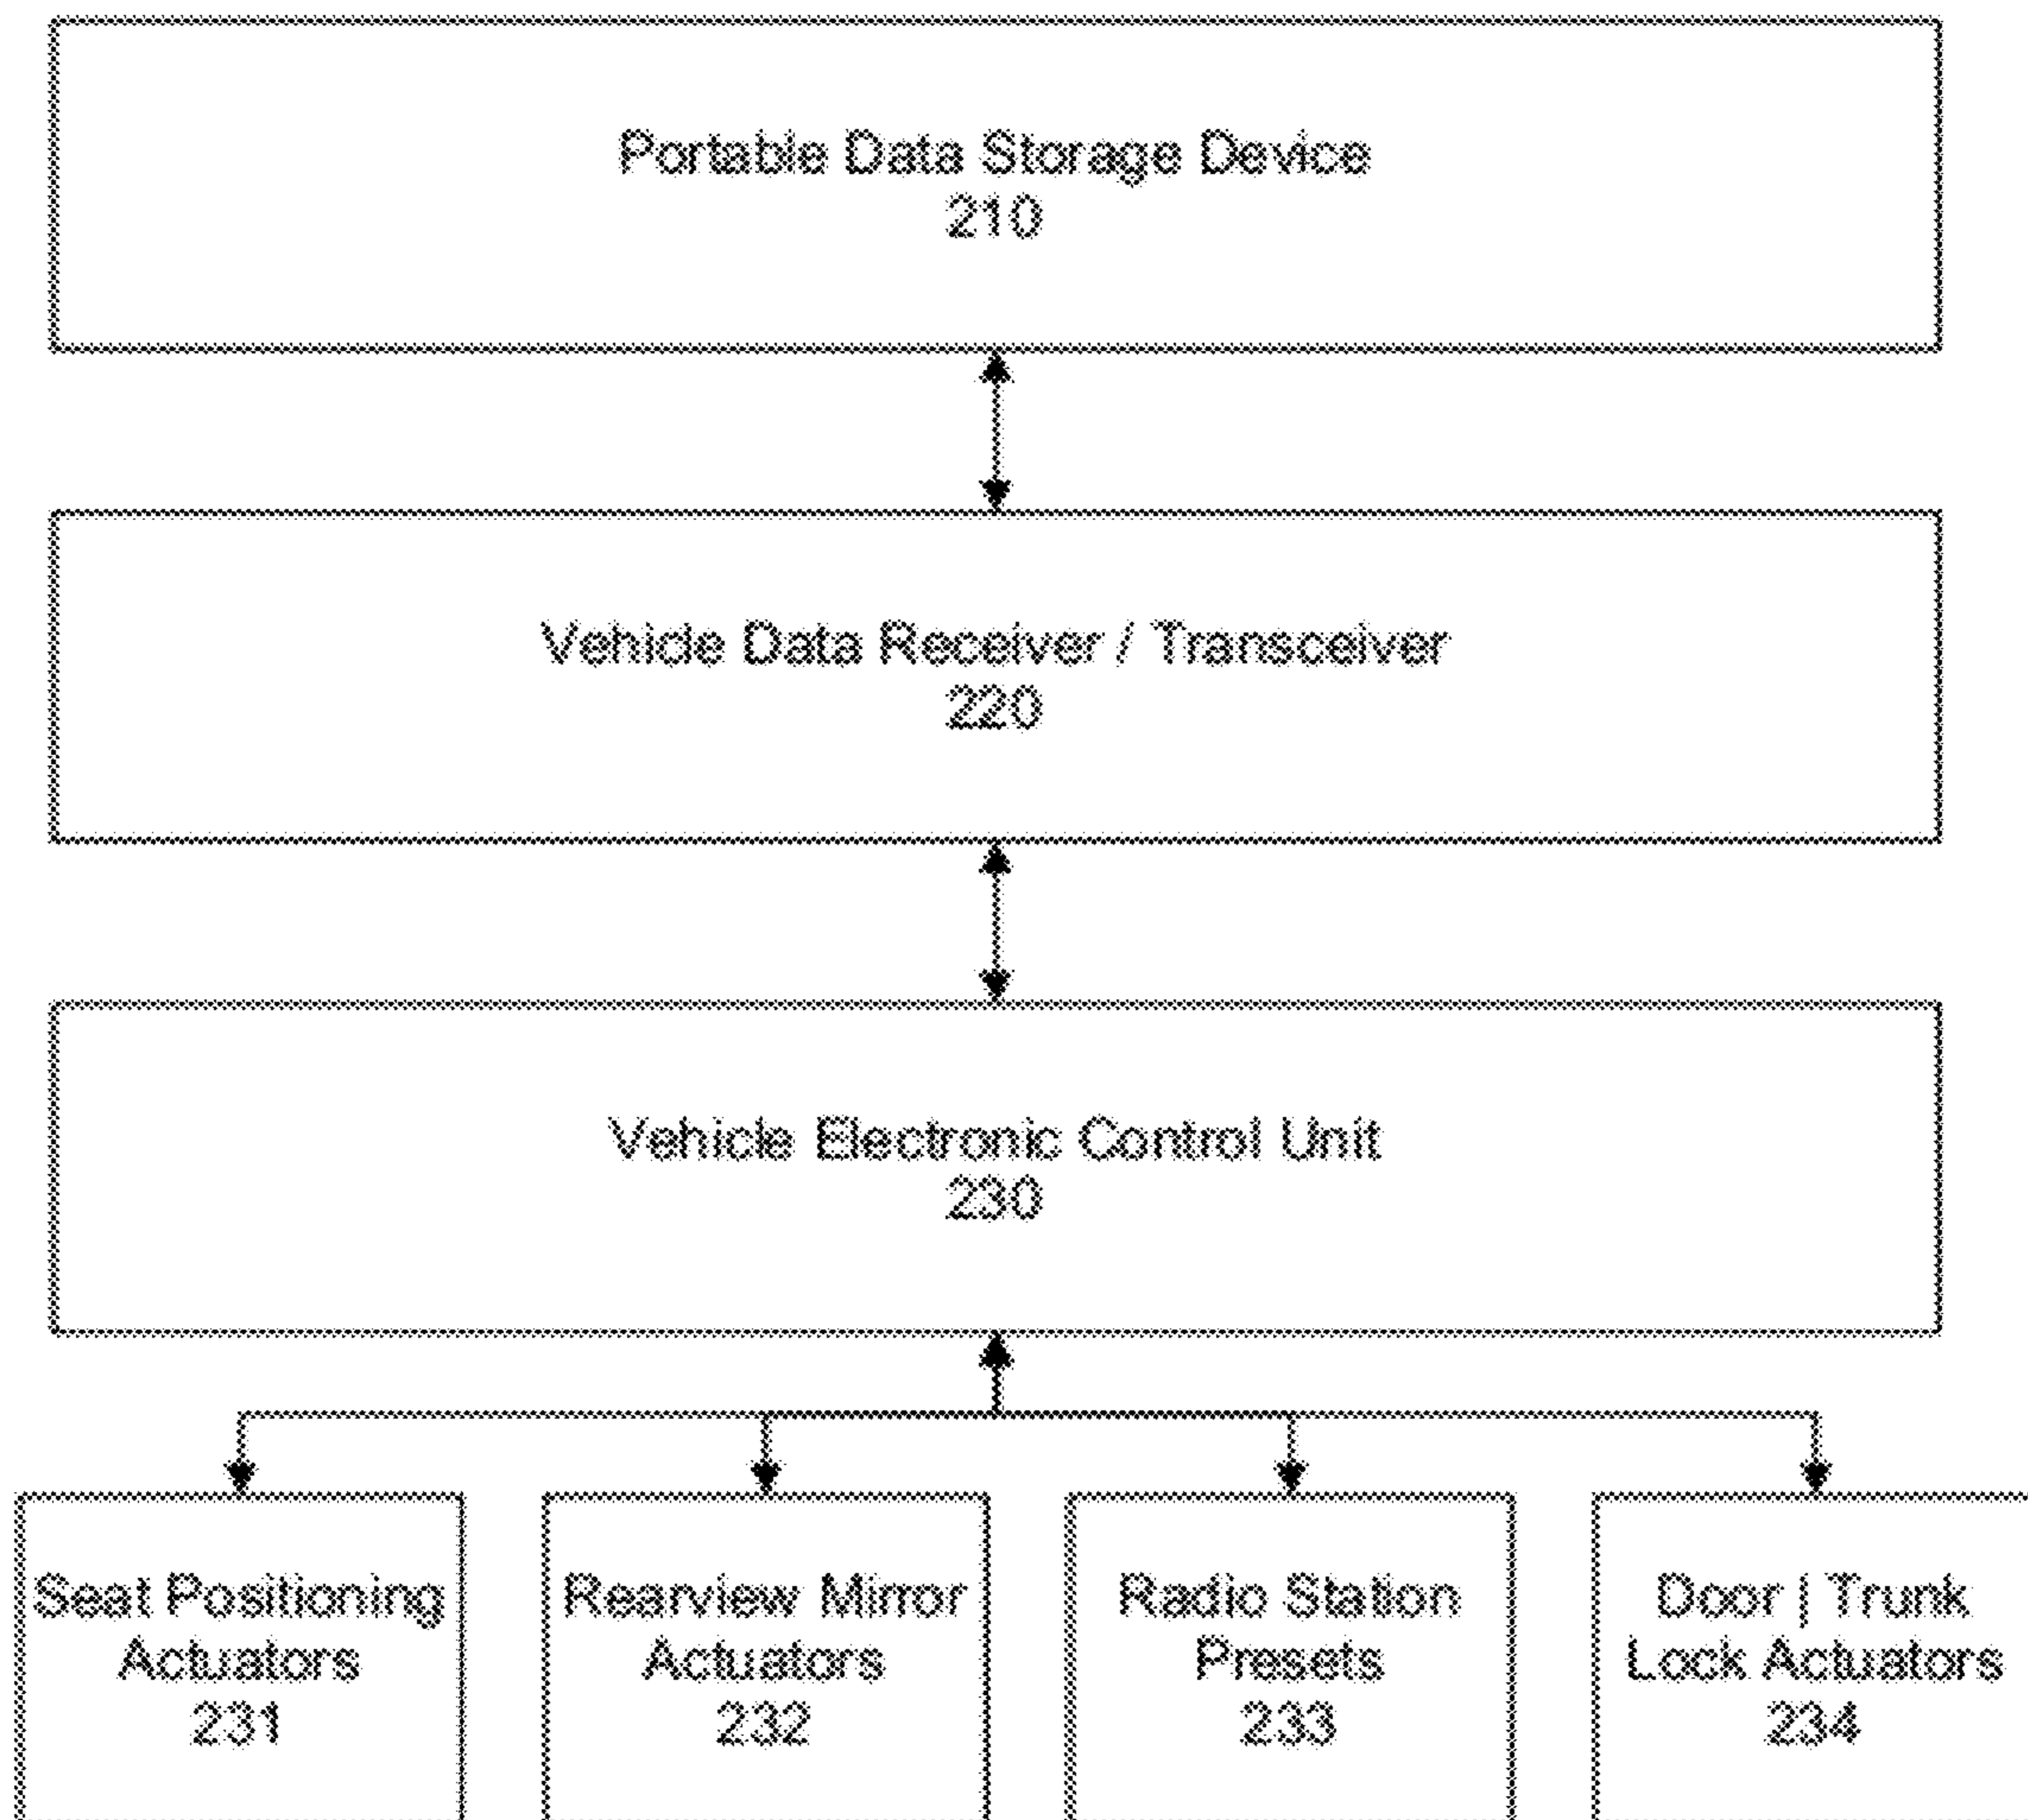 Portable Data Storage Device
210
Vehicle Data Receiver / Transceiver
220
Vehicle Electronic Control Unit
230
Seat Positioning
Actuators
231
Rearview Mirror
Actuators
232
Radio Station
Presets
233
Door | Trunk
Lock Actuators
234